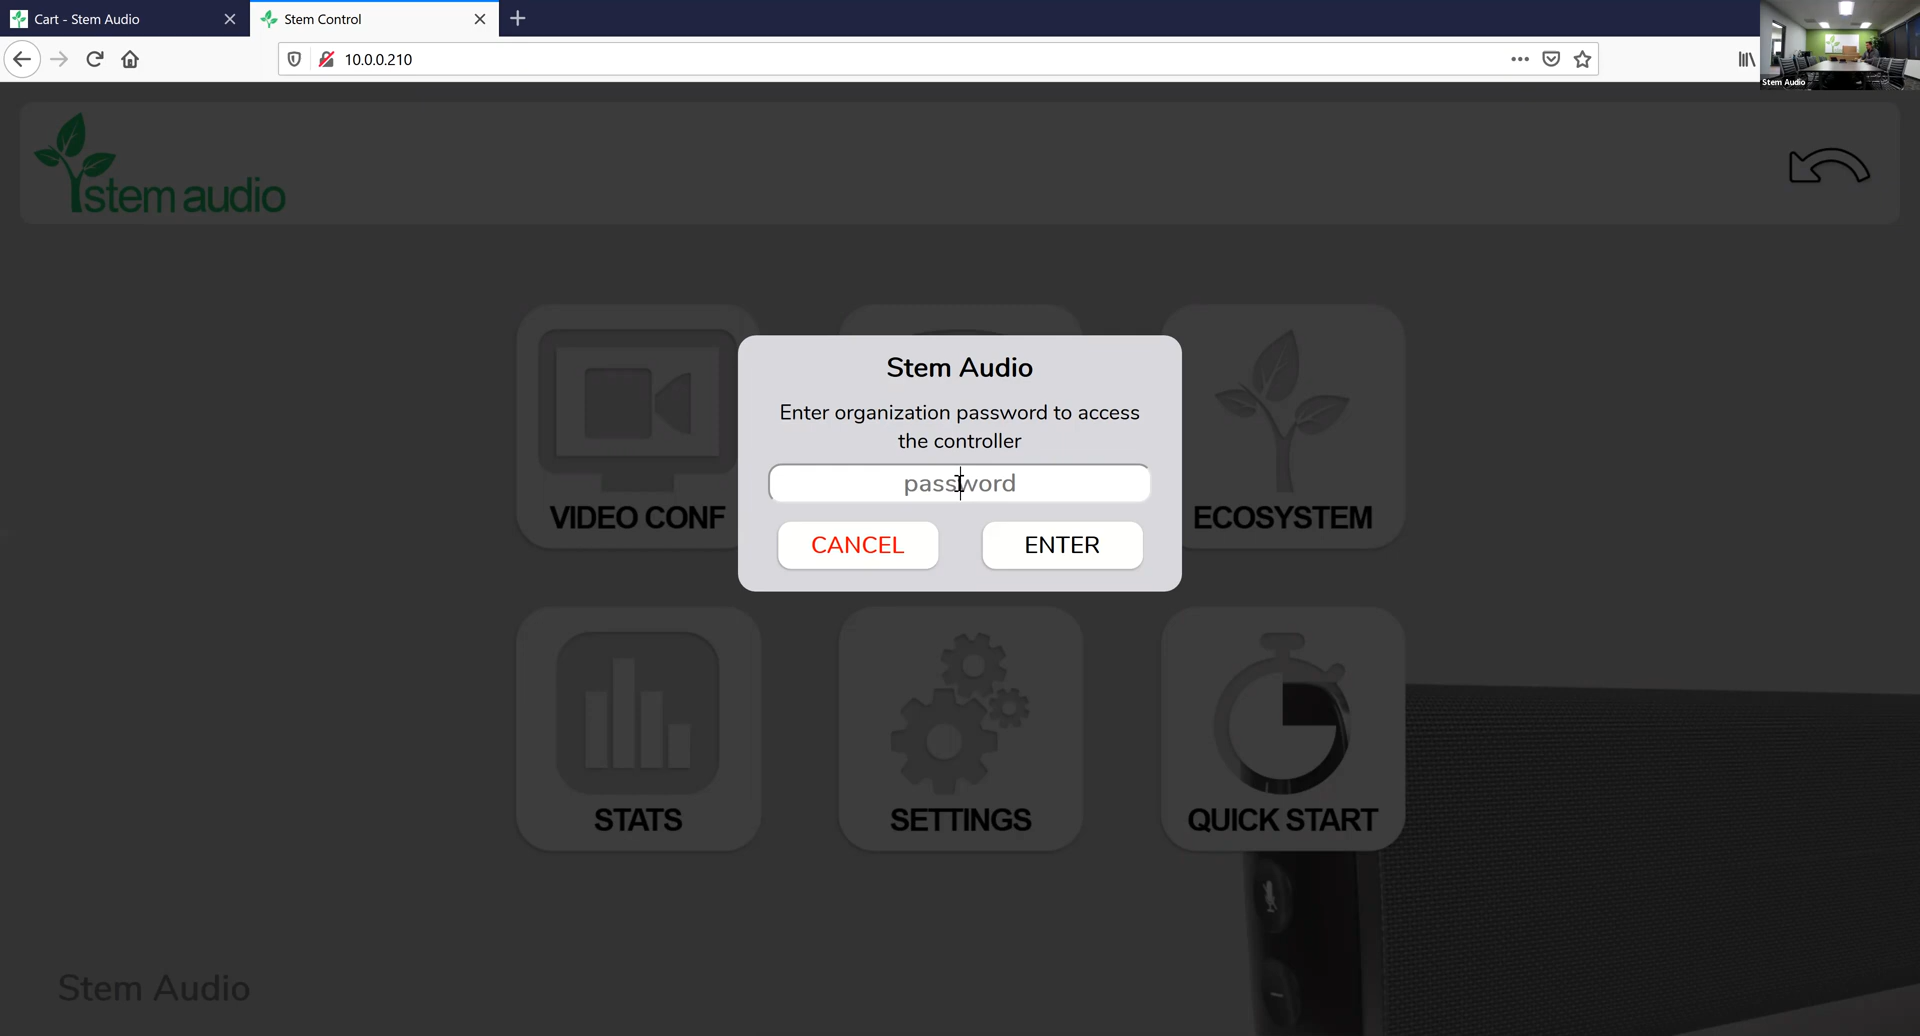 Cart - Stem Audio
Stem Control
10.0.0.210
Stem Audio
stem audio
Stem Audio
Enter organization password to access
the controller
password
CANCEL
ENTER
VIDEO CONF
ECOSYSTEM
STATS
SETTINGS
QUICK START
Stem Audio